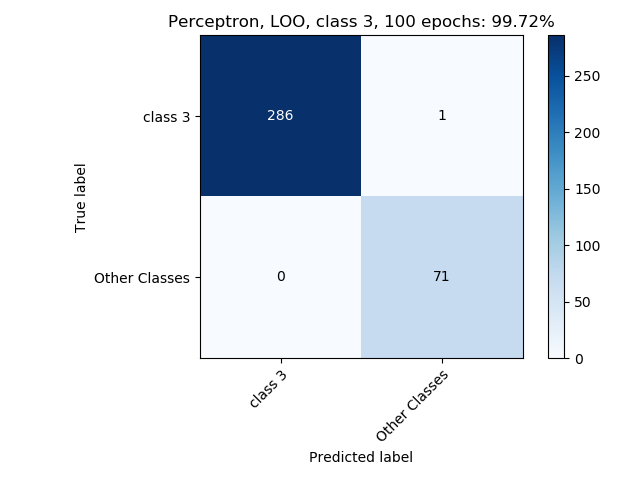 Perceptron, LOO, class 3, 100 epochs: 99.72%
True label
class 3
Other Classes
286
1
0
71
class 3
Other Classes
Predicted label
250
200
150
100
50
0